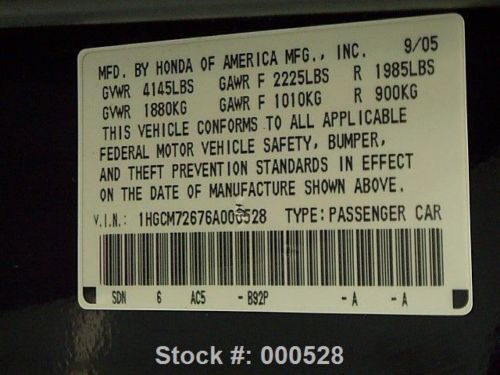 MFD. BY HONDA OF AMERICA MFG., INC. 9/05
GVWR 4145LBS GAWR F 2225LBS R 1985LBS
GVWR 1880KG GAWR F 1010KG R 900KG
THIS VEHICLE CONFORMS TO ALL APPLICABLE
FEDERAL MOTOR VEHICLE SAFETY, BUMPER,
AND THEFT PREVENTION STANDARDS IN EFFECT
ON THE DATE OF MANUFACTURE SHOWN ABOVE.
V.I.N: 1HGCM72676A000528 TYPE: PASSENGER CAR
SDN 6 AC5 - B92P - A - A
Stock #: 000528